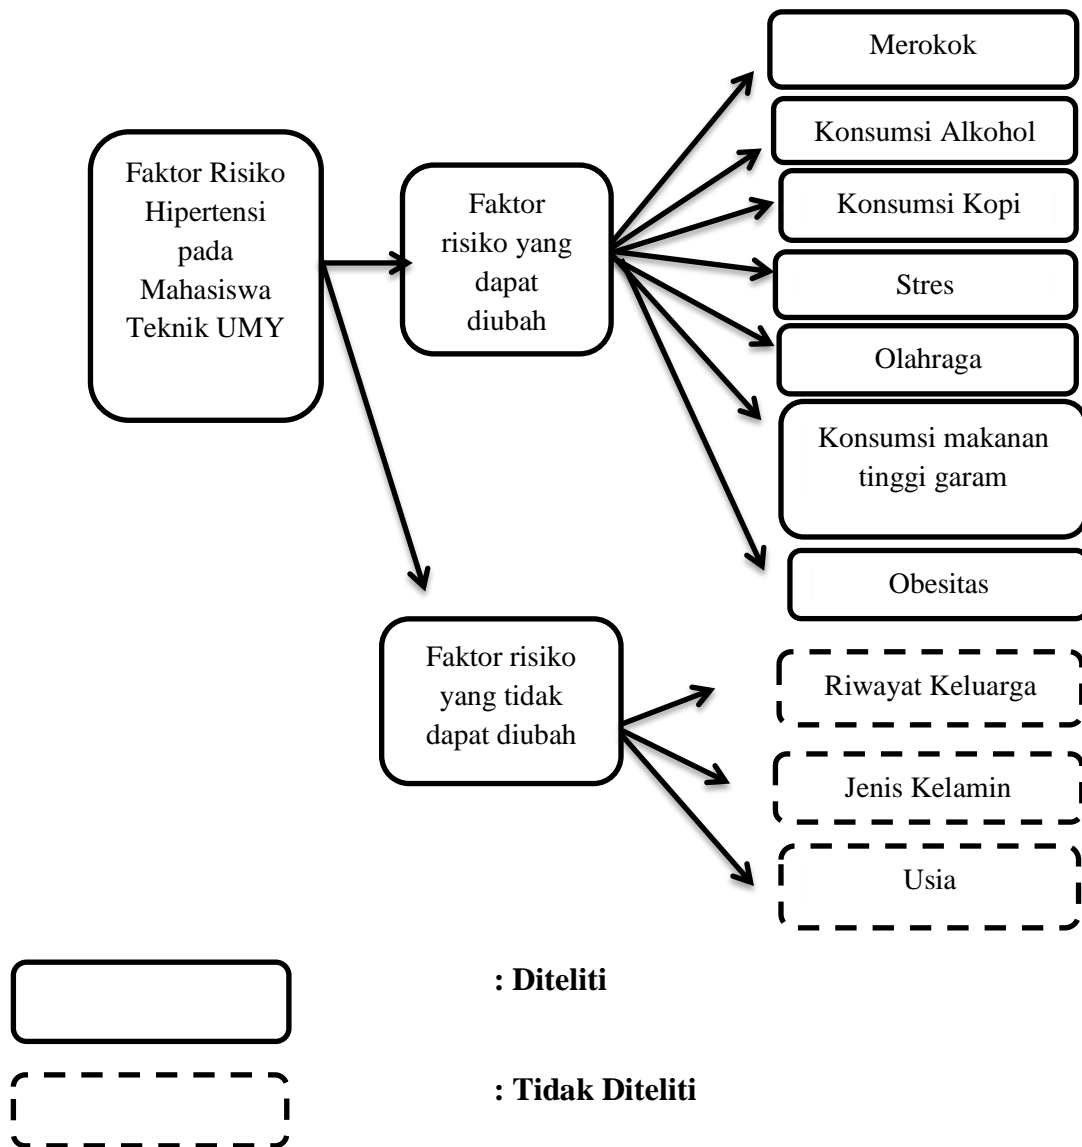 Faktor Risiko
Hipertensi
pada
Mahasiswa
Teknik UMY
Faktor
risiko yang
dapat
diubah
Merokok
Konsumsi Alkohol
Konsumsi Kopi
Stres
Olahraga
Konsumsi makanan
tinggi garam
Obesitas
Faktor risiko
yang tidak
dapat diubah
Riwayat Keluarga
Jenis Kelamin
Usia
: Diteliti
: Tidak Diteliti